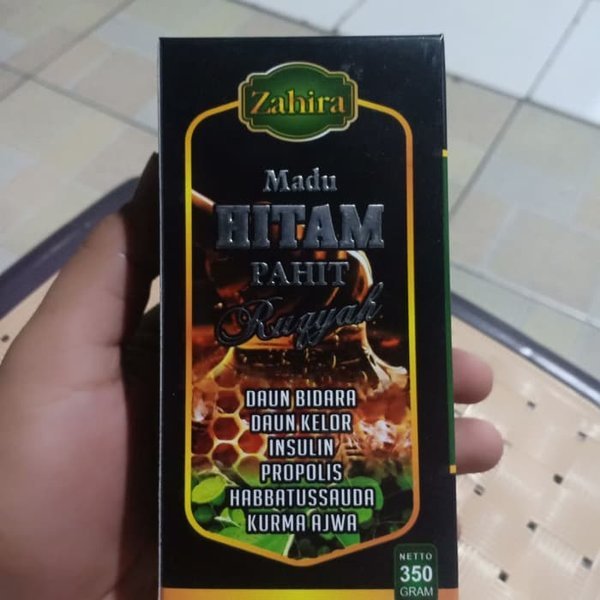 Zahira
Madu
HITAM
PAHIT
Ruqyah
DAUN BIDARA
DAUN KELOR
INSULIN
PROPOLIS
HABBATUSSAUDA
KURMA AJWA
NETTO
350
GRAM